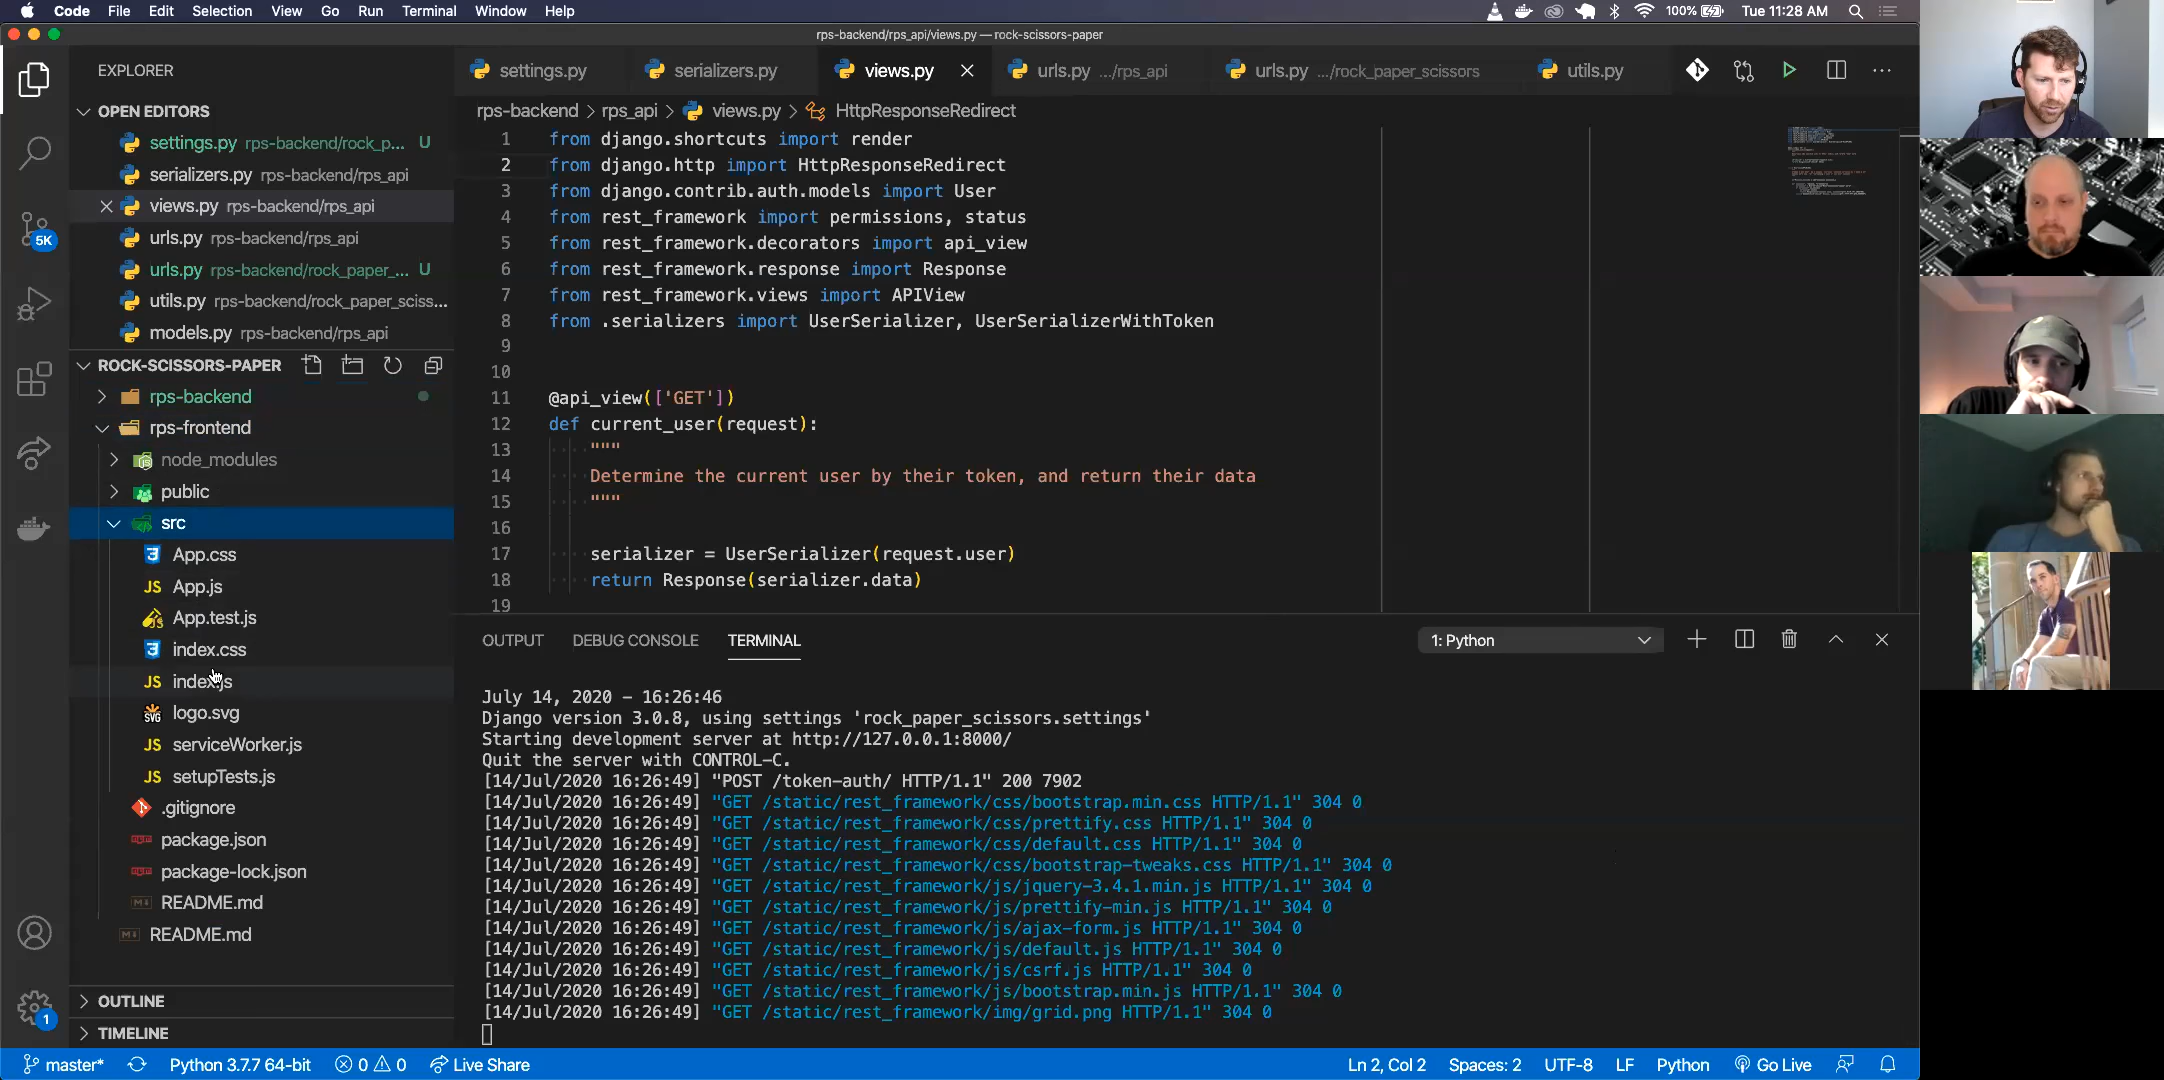 Code File Edit Selection View Go Run Terminal Window Help
100% Tue 11:28 AM
rps-backend/rps_api/views.py — rock-scissors-paper
EXPLORER
settings.py serializers.py views.py urls.py .../rps_api urls.py .../rock_paper_scissors utils.py
OPEN EDITORS
settings.py rps-backend/rock_p... U
serializers.py rps-backend/rps_api
views.py rps-backend/rps_api
urls.py rps-backend/rps_api
urls.py rps-backend/rock_paper_... U
utils.py rps-backend/rock_paper_sciss...
models.py rps-backend/rps_api
5K
ROCK-SCISSORS-PAPER
rps-backend
rps-frontend
node_modules
public
src
App.css
JS App.js
App.test.js
index.css
JS index.js
SVG logo.svg
JS serviceWorker.js
JS setupTests.js
.gitignore
package.json
package-lock.json
README.md
README.md
OUTLINE
TIMELINE
1
rps-backend > rps_api > views.py > HttpResponseRedirect
1 from django.shortcuts import render
2 from django.http import HttpResponseRedirect
3 from django.contrib.auth.models import User
4 from rest_framework import permissions, status
5 from rest_framework.decorators import api_view
6 from rest_framework.response import Response
7 from rest_framework.views import APIView
8 from .serializers import UserSerializer, UserSerializerWithToken
9
10
11 @api_view(['GET'])
12 def current_user(request):
13 """
14 Determine the current user by their token, and return their data
15 """
16
17 serializer = UserSerializer(request.user)
18 return Response(serializer.data)
19
OUTPUT DEBUG CONSOLE TERMINAL 1: Python
July 14, 2020 - 16:26:46
Django version 3.0.8, using settings 'rock_paper_scissors.settings'
Starting development server at http://127.0.0.1:8000/
Quit the server with CONTROL-C.
[14/Jul/2020 16:26:49] "POST /token-auth/ HTTP/1.1" 200 7902
[14/Jul/2020 16:26:49] "GET /static/rest_framework/css/bootstrap.min.css HTTP/1.1" 304 0
[14/Jul/2020 16:26:49] "GET /static/rest_framework/css/prettify.css HTTP/1.1" 304 0
[14/Jul/2020 16:26:49] "GET /static/rest_framework/css/default.css HTTP/1.1" 304 0
[14/Jul/2020 16:26:49] "GET /static/rest_framework/css/bootstrap-tweaks.css HTTP/1.1" 304 0
[14/Jul/2020 16:26:49] "GET /static/rest_framework/js/jquery-3.4.1.min.js HTTP/1.1" 304 0
[14/Jul/2020 16:26:49] "GET /static/rest_framework/js/prettify-min.js HTTP/1.1" 304 0
[14/Jul/2020 16:26:49] "GET /static/rest_framework/js/ajax-form.js HTTP/1.1" 304 0
[14/Jul/2020 16:26:49] "GET /static/rest_framework/js/default.js HTTP/1.1" 304 0
[14/Jul/2020 16:26:49] "GET /static/rest_framework/js/csrf.js HTTP/1.1" 304 0
[14/Jul/2020 16:26:49] "GET /static/rest_framework/js/bootstrap.min.js HTTP/1.1" 304 0
[14/Jul/2020 16:26:49] "GET /static/rest_framework/img/grid.png HTTP/1.1" 304 0
master* Python 3.7.7 64-bit 0 0 Live Share Ln 2, Col 2 Spaces: 2 UTF-8 LF Python Go Live